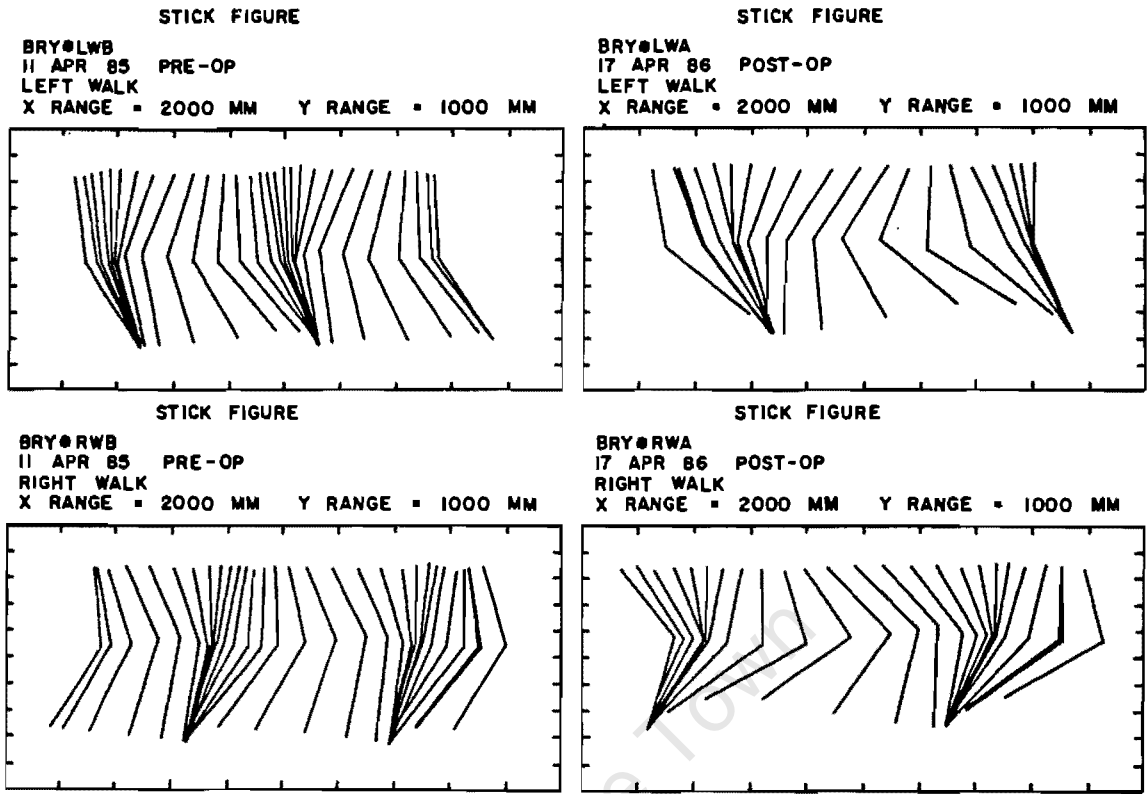 STICK FIGURE
BRY@LWB
11 APR 85 PRE-OP
LEFT WALK
X RANGE = 2000 MM Y RANGE = 1000 MM
STICK FIGURE
BRY@LWA
17 APR 86 POST-OP
LEFT WALK
X RANGE = 2000 MM Y RANGE = 1000 MM
STICK FIGURE
BRY@RWB
11 APR 85 PRE-OP
RIGHT WALK
X RANGE = 2000 MM Y RANGE = 1000 MM
STICK FIGURE
BRY@RWA
17 APR 86 POST-OP
RIGHT WALK
X RANGE = 2000 MM Y RANGE = 1000 MM
Town